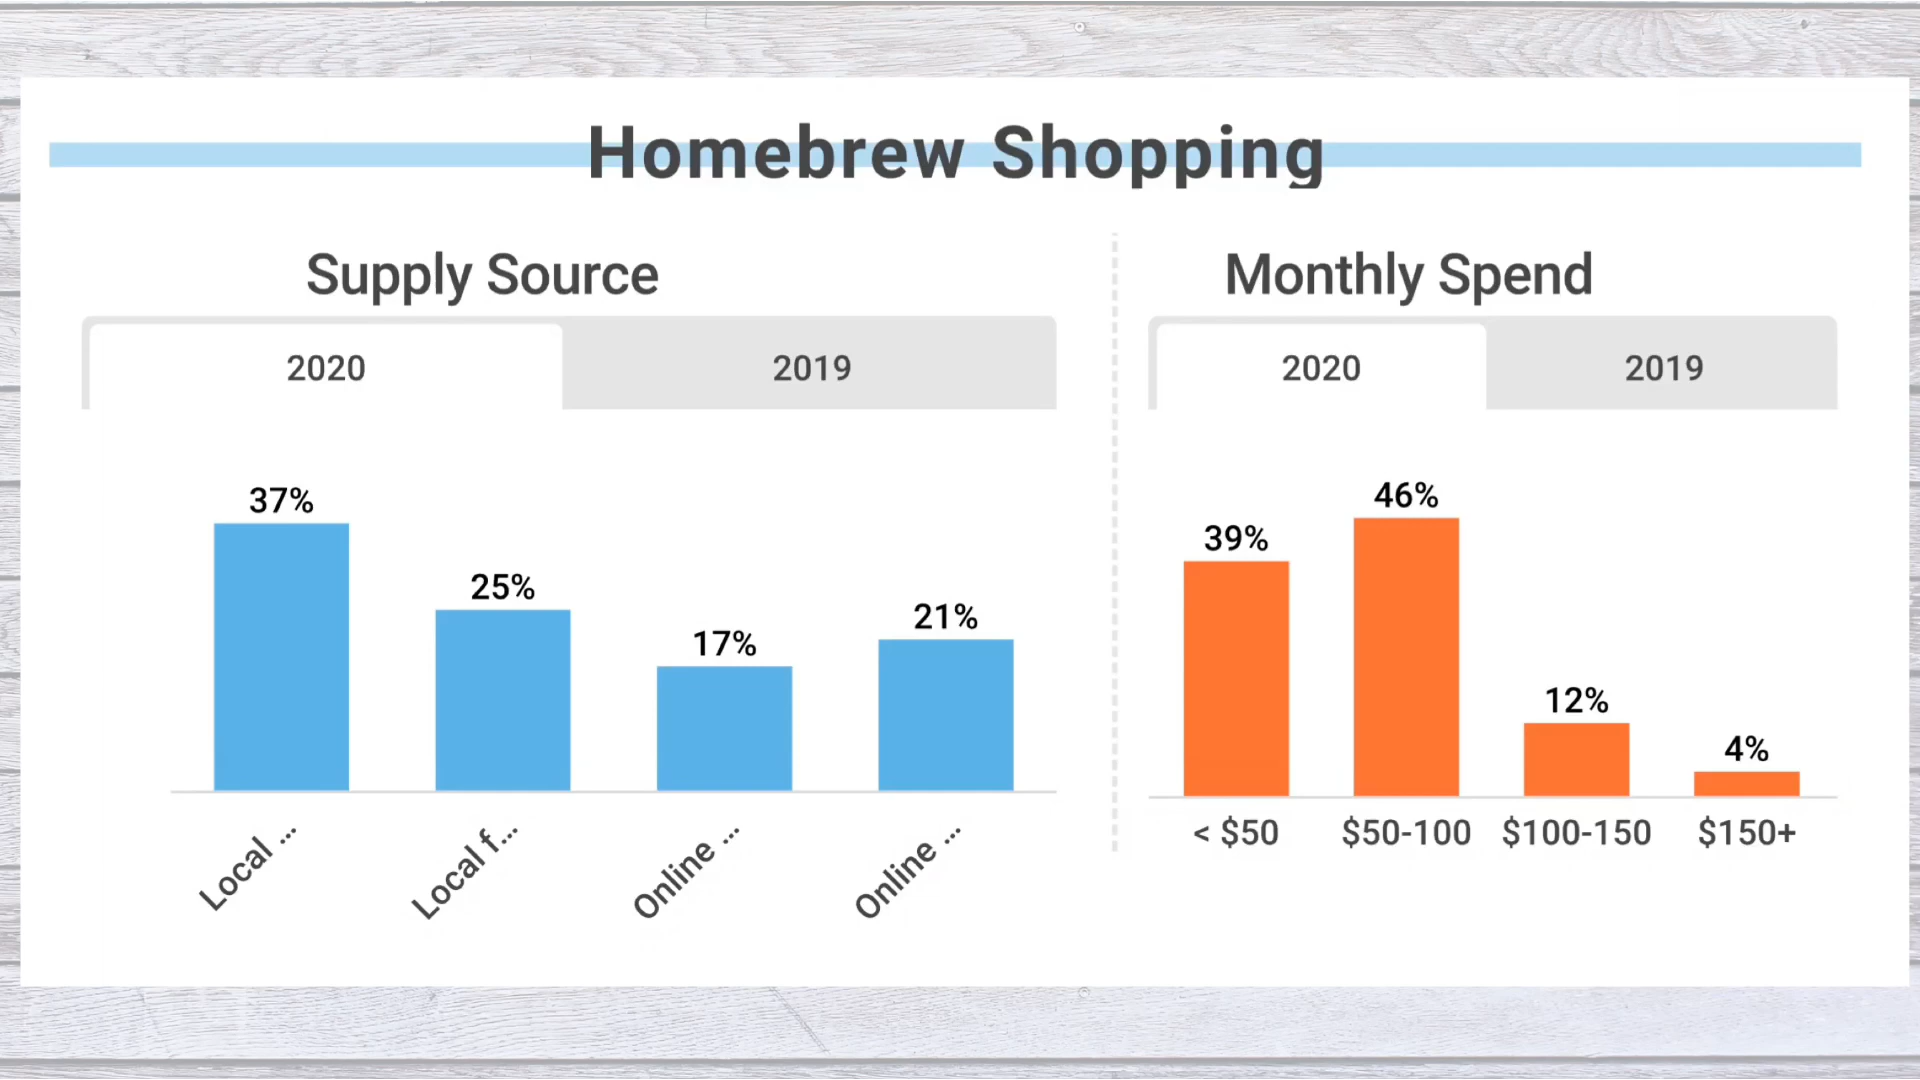 Homebrew Shopping
Supply Source
2020
2019
37%
25%
17%
21%
Local ...
Local f...
Online ...
Online ...
Monthly Spend
2020
2019
39%
46%
12%
4%
< $50
$50-100
$100-150
$150+